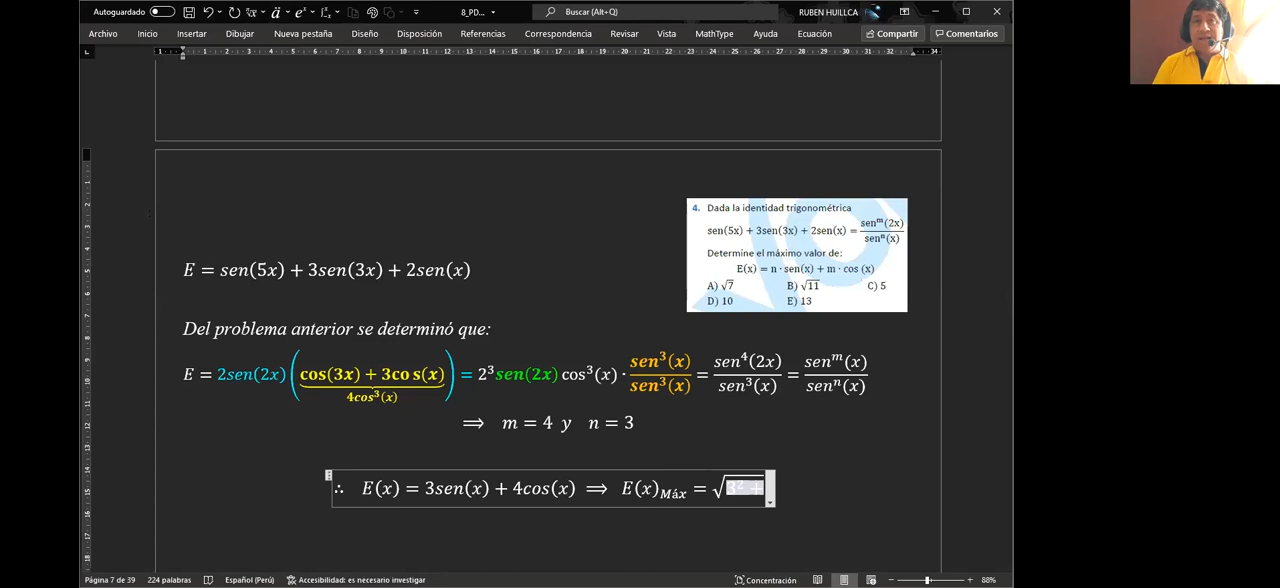 Autoguardado 8_PD... Buscar (Alt+Q) RUBEN HUILLCA
Archivo Inicio Insertar Dibujar Nueva pestaña Diseño Disposición Referencias Correspondencia Revisar Vista MathType Ayuda Ecuación Compartir Comentarios
4. Dada la identidad trigonométrica
sen(5x) + 3sen(3x) + 2sen(x) = senᵐ(2x)/senⁿ(x)
Determine el máximo valor de:
E(x) = n · sen(x) + m · cos (x)
A) √7 B) √11 C) 5
D) 10 E) 13
E = sen(5x) + 3sen(3x) + 2sen(x)
Del problema anterior se determinó que:
E = 2sen(2x) (cos(3x) + 3cos(x)) = 2³sen(2x) cos³(x) · sen³(x)/sen³(x) = sen⁴(2x)/sen³(x) = senᵐ(x)/senⁿ(x)
4cos³(x)
⟹ m = 4 y n = 3
∴ E(x) = 3sen(x) + 4cos(x) ⟹ E(x)Máx = √3² +
Página 7 de 39 224 palabras Español (Perú) Accesibilidad: es necesario investigar Concentración 88%